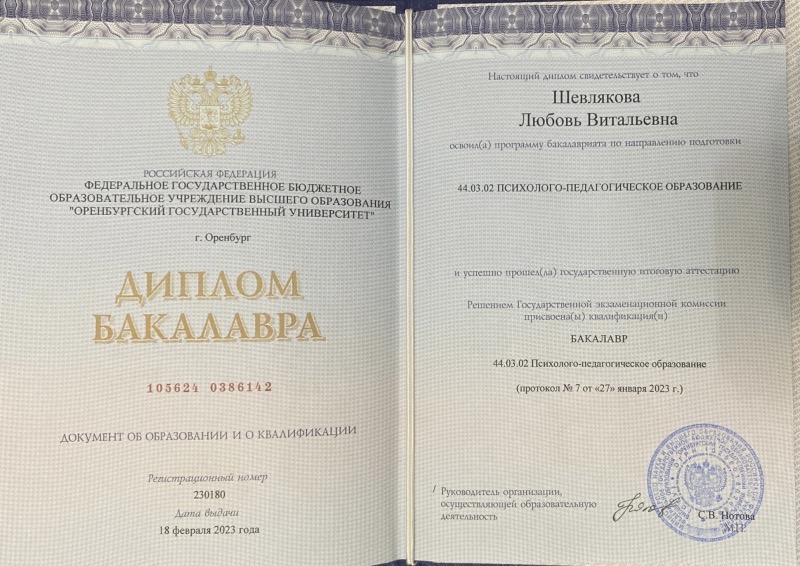 РОССИЙСКАЯ ФЕДЕРАЦИЯ
ФЕДЕРАЛЬНОЕ ГОСУДАРСТВЕННОЕ БЮДЖЕТНОЕ
ОБРАЗОВАТЕЛЬНОЕ УЧРЕЖДЕНИЕ ВЫСШЕГО ОБРАЗОВАНИЯ
"ОРЕНБУРГСКИЙ ГОСУДАРСТВЕННЫЙ УНИВЕРСИТЕТ"
г. Оренбург
ДИПЛОМ
БАКАЛАВРА
105624 0386142
ДОКУМЕНТ ОБ ОБРАЗОВАНИИ И О КВАЛИФИКАЦИИ
Регистрационный номер
230180
Дата выдачи
18 февраля 2023 года
Настоящий диплом свидетельствует о том, что
Шевлякова
Любовь Витальевна
освоил(а) программу бакалавриата по направлению подготовки
44.03.02 ПСИХОЛОГО-ПЕДАГОГИЧЕСКОЕ ОБРАЗОВАНИЕ
и успешно прошел(ла) государственную итоговую аттестацию
Решением Государственной экзаменационной комиссии
присвоена(ы) квалификация(и)
БАКАЛАВР
44.03.02 Психолого-педагогическое образование
(протокол № 7 от «27» января 2023 г.)
/ Руководитель организации,
осуществляющей образовательную
деятельность
С.В. Нотова
М.П.